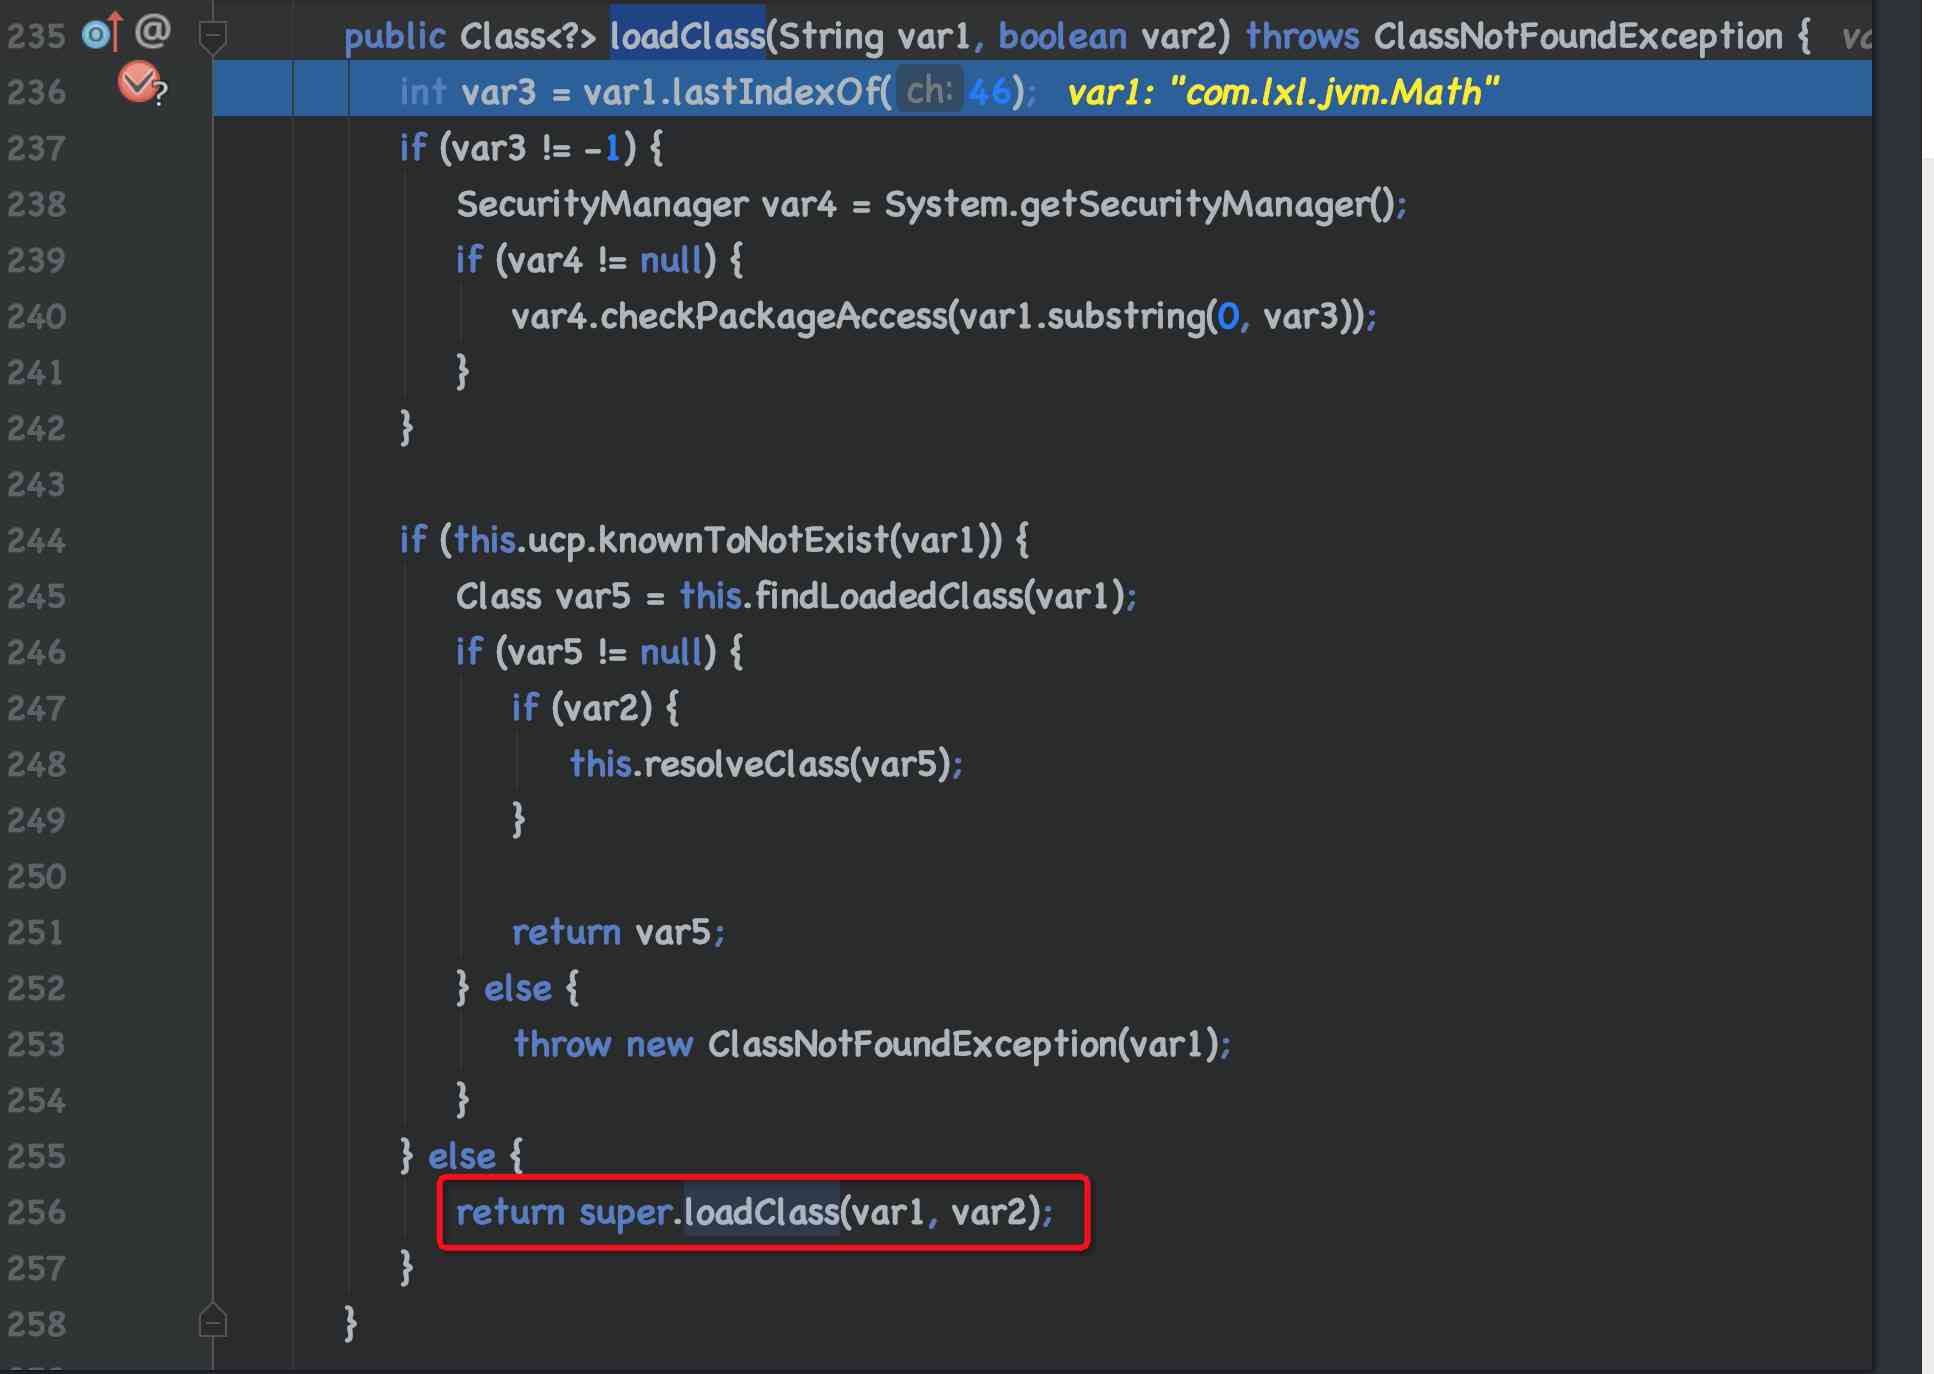 235 @ public Class<?> loadClass(String var1, boolean var2) throws ClassNotFoundException {
236 ? int var3 = var1.lastIndexOf( ch: 46); var1: "com.lxl.jvm.Math"
237 if (var3 != -1) {
238 SecurityManager var4 = System.getSecurityManager();
239 if (var4 != null) {
240 var4.checkPackageAccess(var1.substring(0, var3));
241 }
242 }
243
244 if (this.ucp.knownToNotExist(var1)) {
245 Class var5 = this.findLoadedClass(var1);
246 if (var5 != null) {
247 if (var2) {
248 this.resolveClass(var5);
249 }
250
251 return var5;
252 } else {
253 throw new ClassNotFoundException(var1);
254 }
255 } else {
256 return super.loadClass(var1, var2);
257 }
258 }